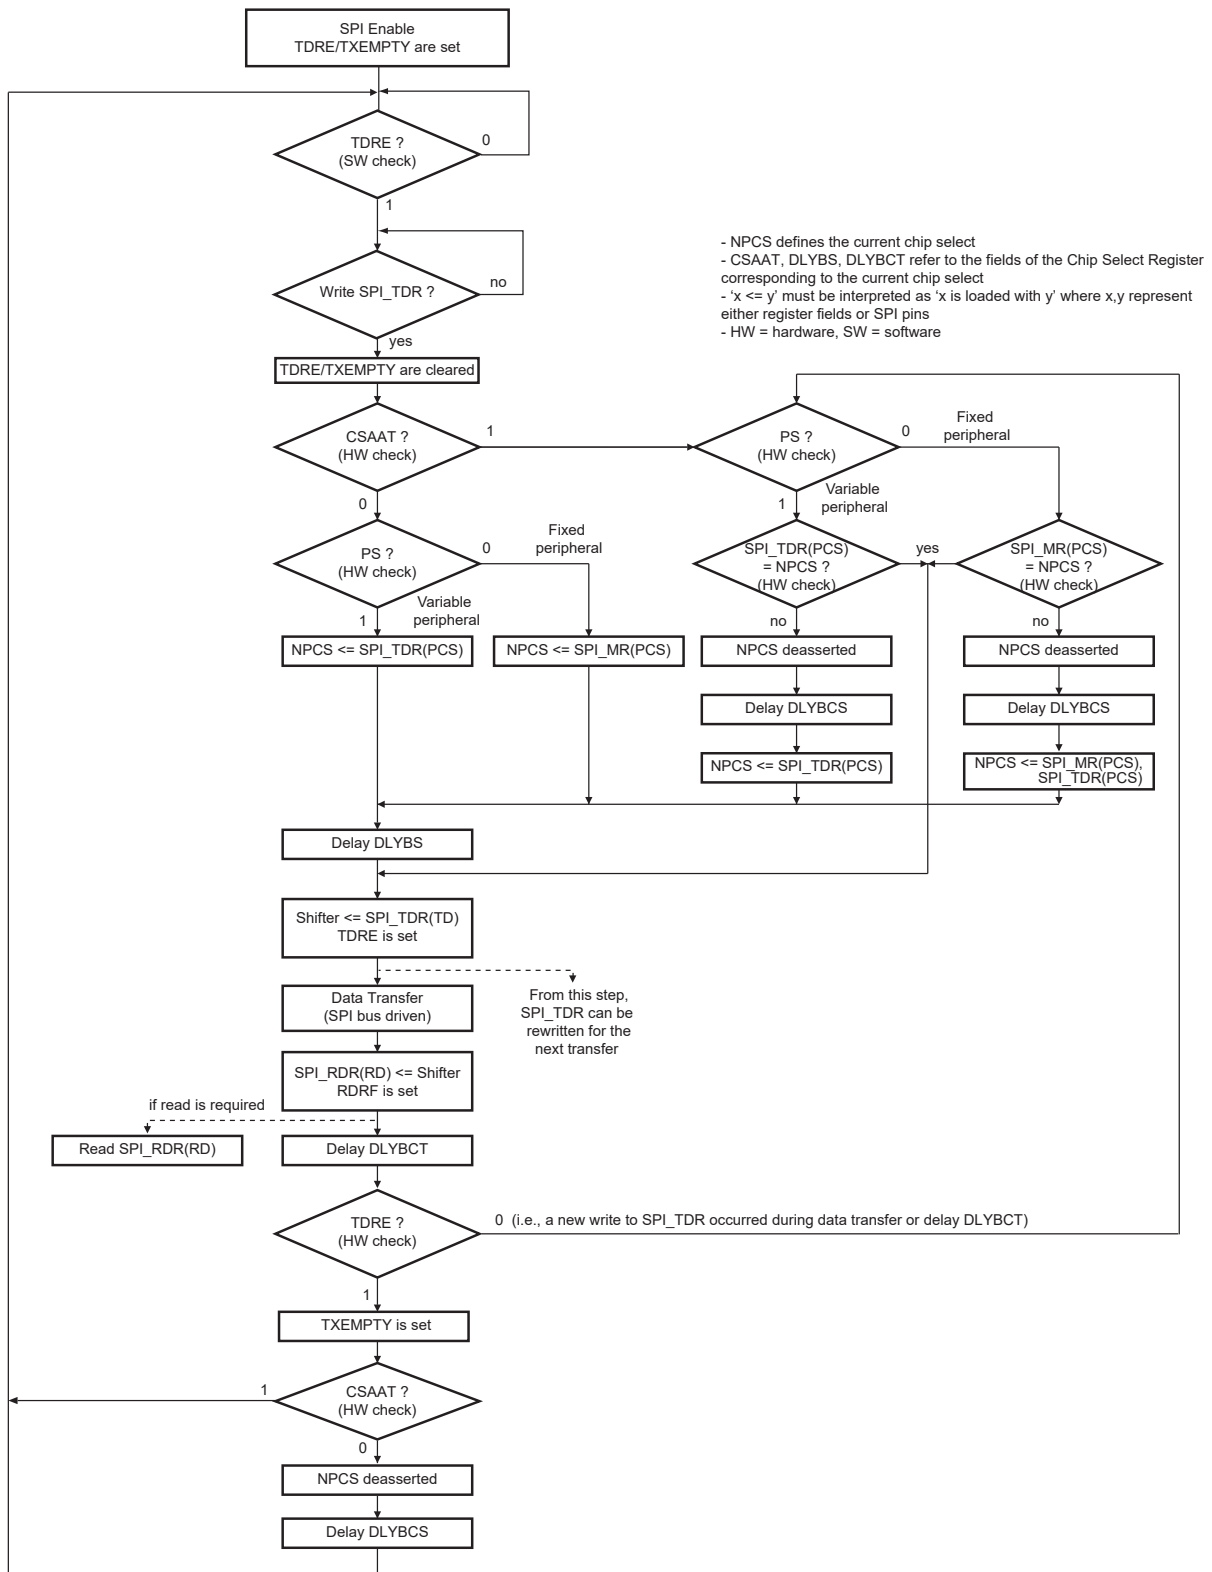 SPI Enable
TDRE/TXEMPTY are set
TDRE ?
(SW check)
0
1
- NPCS defines the current chip select
- CSAAT, DLYBS, DLYBCT refer to the fields of the Chip Select Register
corresponding to the current chip select
- ‘x <= y’ must be interpreted as ‘x is loaded with y’ where x,y represent
either register fields or SPI pins
- HW = hardware, SW = software
Write SPI_TDR ?
no
yes
TDRE/TXEMPTY are cleared
CSAAT ?
(HW check)
1
0
PS ?
(HW check)
0
Fixed
peripheral
1
Variable
peripheral
PS ?
(HW check)
0
Fixed
peripheral
1
Variable
peripheral
SPI_TDR(PCS)
= NPCS ?
(HW check)
yes
SPI_MR(PCS)
= NPCS ?
(HW check)
no
no
NPCS <= SPI_TDR(PCS)
NPCS <= SPI_MR(PCS)
NPCS deasserted
NPCS deasserted
Delay DLYBCS
Delay DLYBCS
NPCS <= SPI_TDR(PCS)
NPCS <= SPI_MR(PCS),
SPI_TDR(PCS)
Delay DLYBS
Shifter <= SPI_TDR(TD)
TDRE is set
Data Transfer
(SPI bus driven)
From this step,
SPI_TDR can be
rewritten for the
next transfer
SPI_RDR(RD) <= Shifter
RDRF is set
if read is required
Read SPI_RDR(RD)
Delay DLYBCT
TDRE ?
(HW check)
0 (i.e., a new write to SPI_TDR occurred during data transfer or delay DLYBCT)
1
TXEMPTY is set
CSAAT ?
(HW check)
1
0
NPCS deasserted
Delay DLYBCS